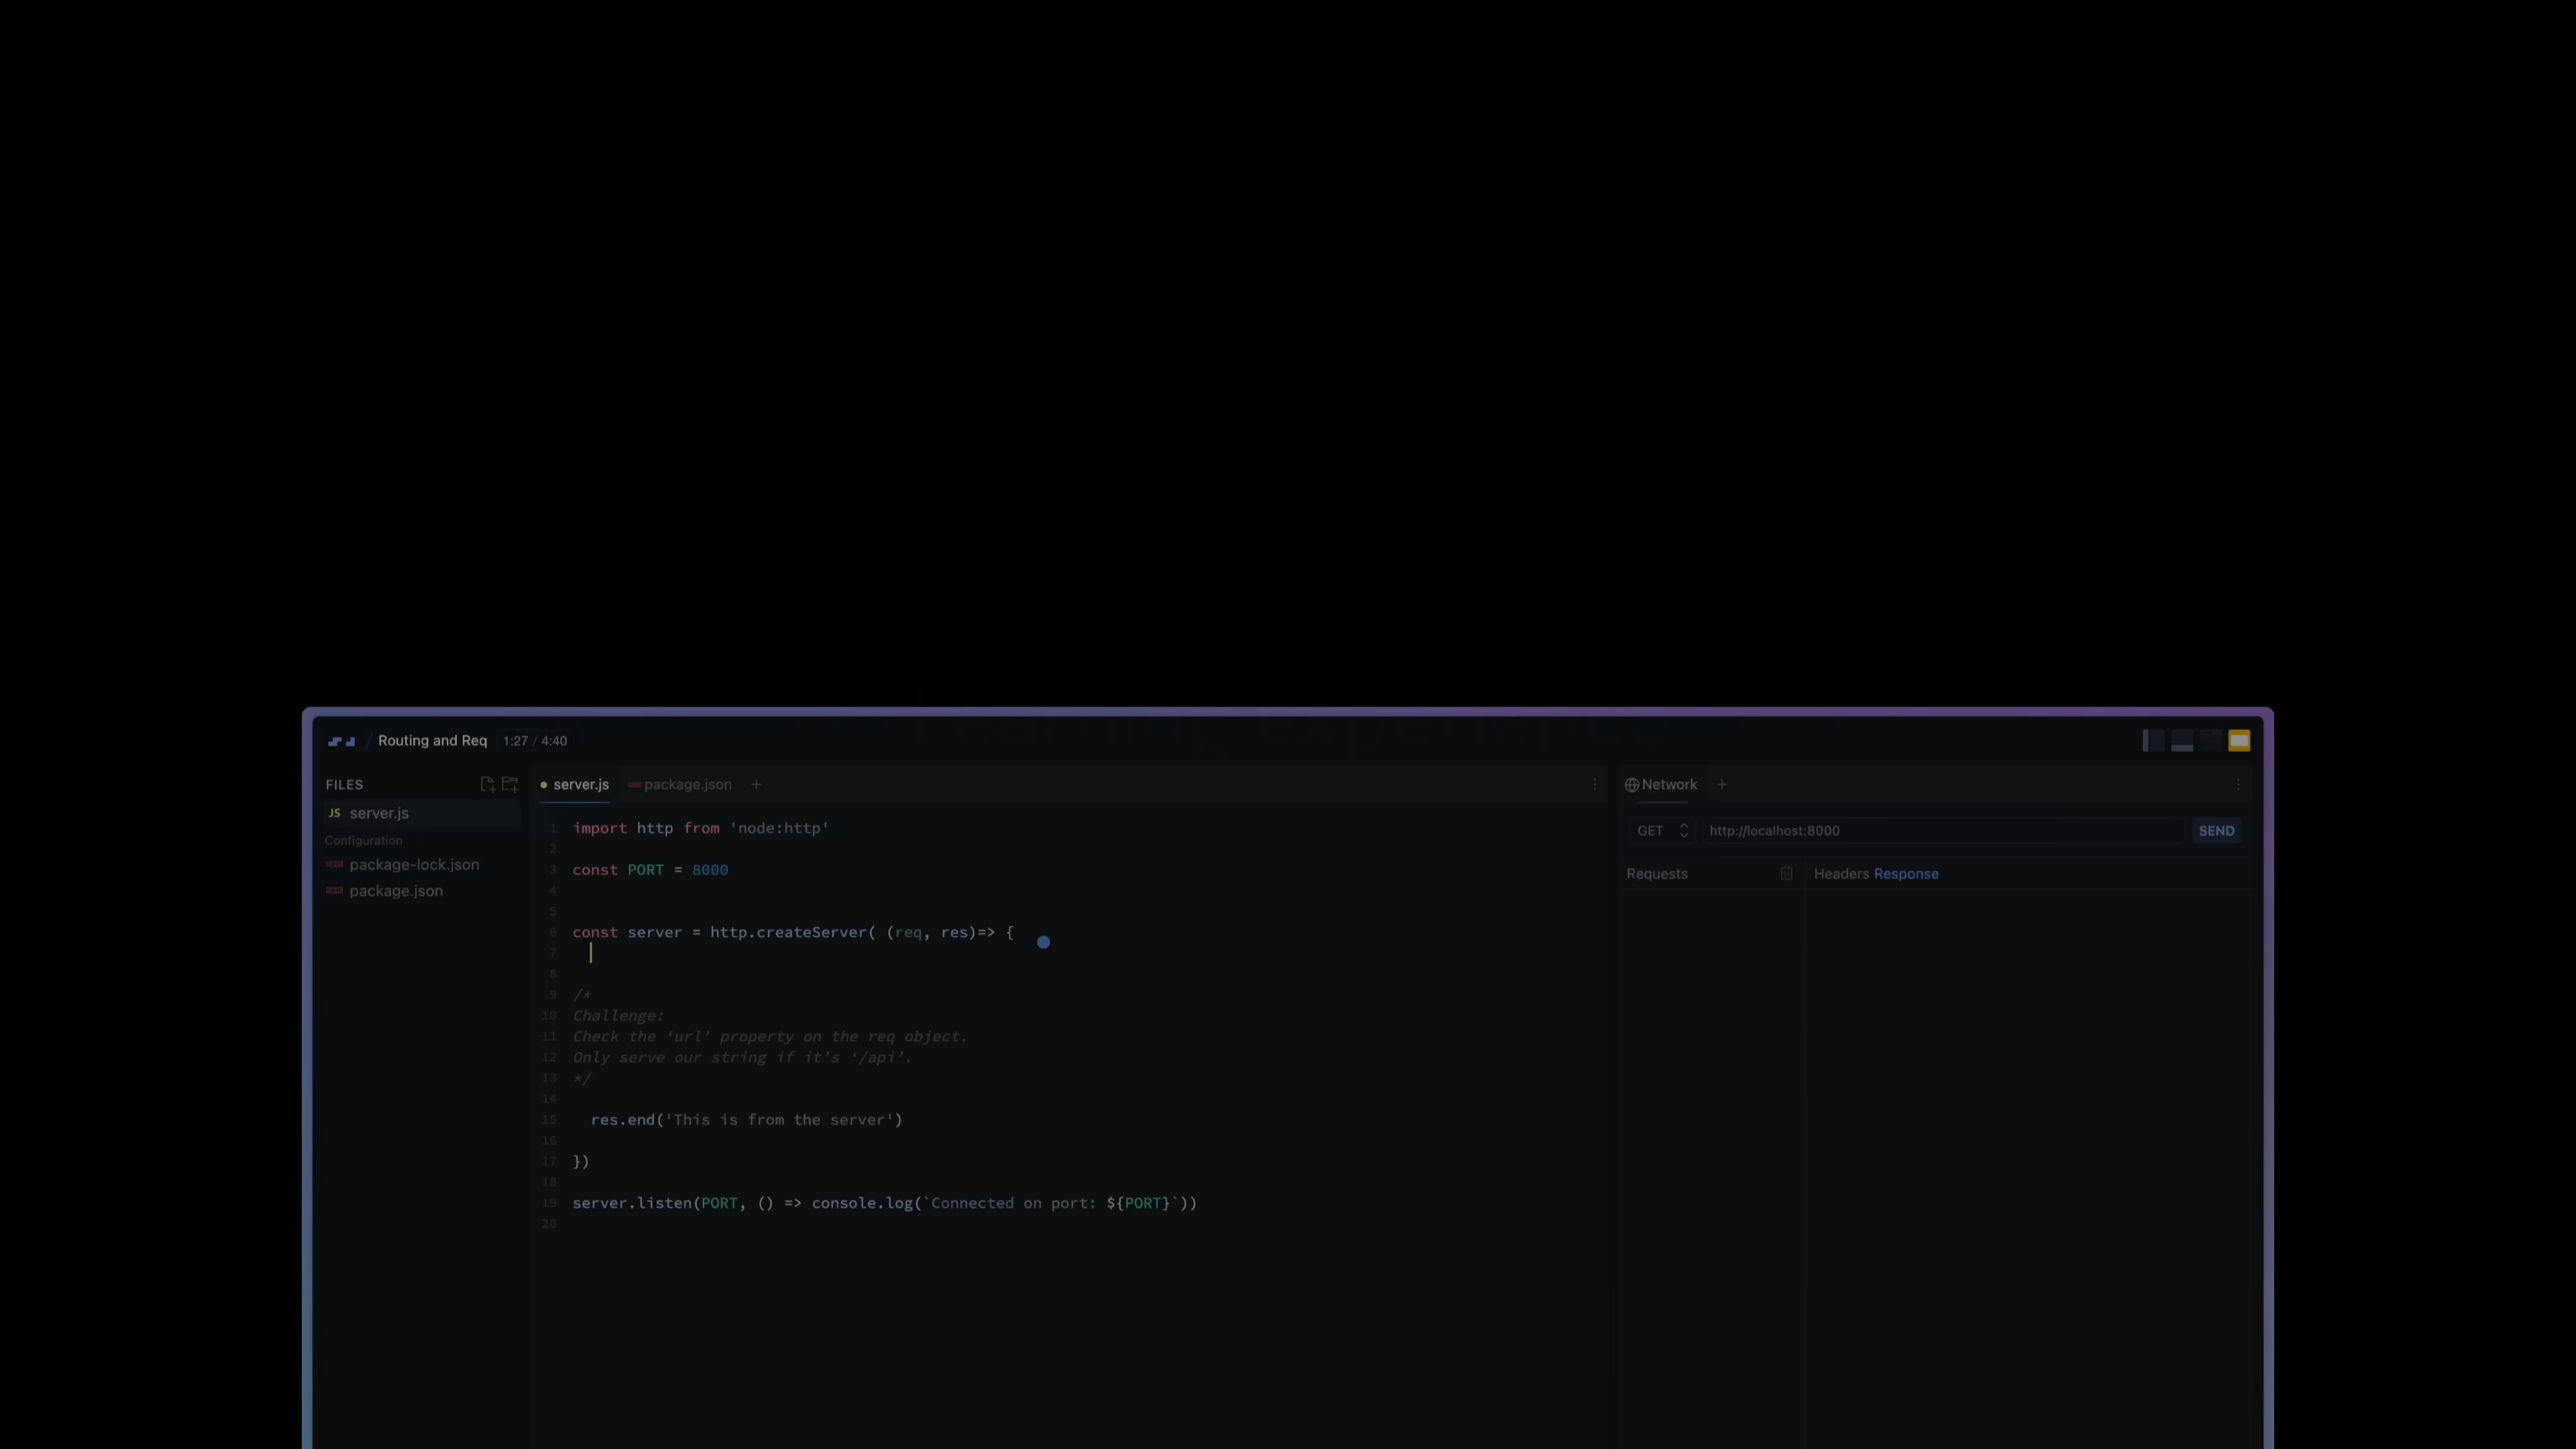 Routing and Req 1:27 / 4:40
FILES
JS server.js
Configuration
package-lock.json
package.json
server.js package.json +
1 import http from 'node:http'
2
3 const PORT = 8000
4
5
6 const server = http.createServer( (req, res)=> {
7
8
9 /*
10 Challenge:
11 Check the ‘url’ property on the req object.
12 Only serve our string if it’s ‘/api’.
13 */
14
15 res.end('This is from the server')
16
17 })
18
19 server.listen(PORT, () => console.log(`Connected on port: ${PORT}`))
20
Network +
GET http://localhost:8000 SEND
Requests
Headers Response